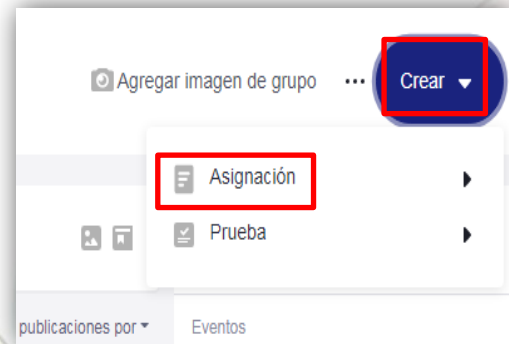 Agregar imagen de grupo ... Crear
Asignación
Prueba
publicaciones por Eventos